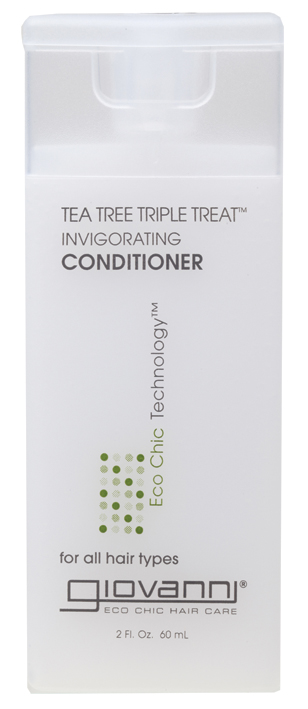 TEA TREE TRIPLE TREAT™
INVIGORATING
CONDITIONER
Eco Chic Technology™
for all hair types
giovanni®
ECO CHIC HAIR CARE
2 Fl. Oz. 60 mL